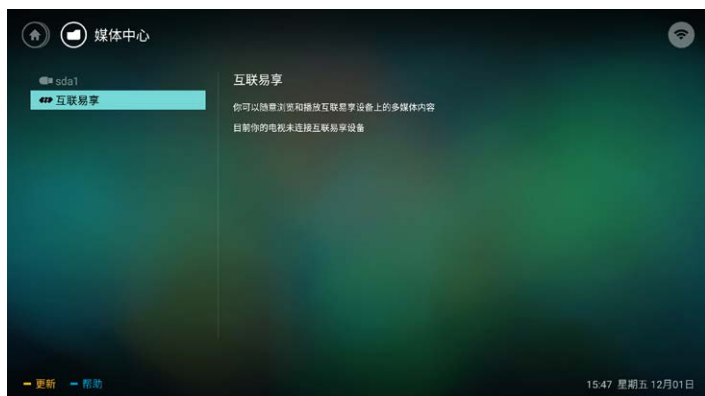 媒体中心
sda1
互联易享
互联易享
你可以随意浏览和播放互联易享设备上的多媒体内容
目前你的电视未连接互联易享设备
更新 帮助
15:47 星期五 12月01日